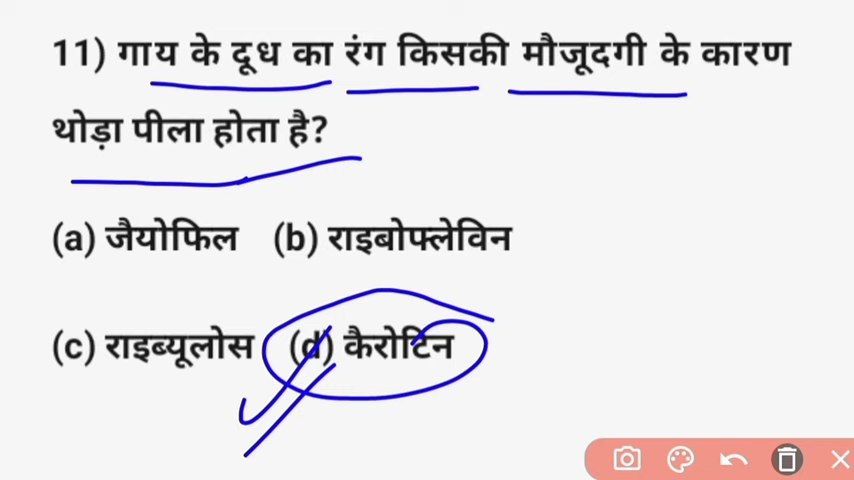 11) गाय के दूध का रंग किसकी मौजूदगी के कारण
थोड़ा पीला होता है?
(a) जैयोफिल (b) राइबोफ्लेविन
(c) राइब्यूलोस (d) कैरोटिन